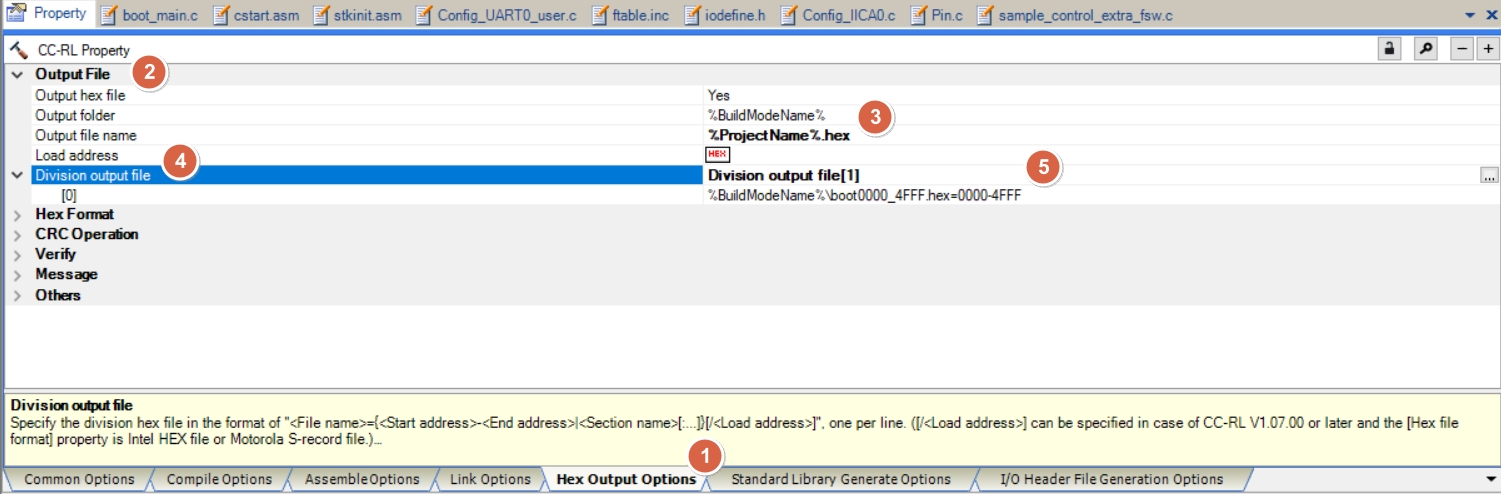 Property boot_main.c cstart.asm stkinit.asm Config_UART0_user.c ftable.inc iodefine.h Config_IICA0.c Pin.c sample_control_extra_fsw.c
CC-RL Property
Output File 2
Output hex file Yes
Output folder %BuildModeName% 3
Output file name %ProjectName%.hex
Load address 4 HEX
Division output file Division output file[1] 5 ...
[0] %BuildModeName%\boot0000_4FFF.hex=0000-4FFF
Hex Format
CRC Operation
Verify
Message
Others
Division output file
Specify the division hex file in the format of "<File name>={<Start address>-<End address>|<Section name>[:...]}[/<Load address>]", one per line. ([/<Load address>] can be specified in case of CC-RL V1.07.00 or later and the [Hex file
format] property is Intel HEX file or Motorola S-record file.)...
1
Common Options Compile Options Assemble Options Link Options Hex Output Options Standard Library Generate Options I/O Header File Generation Options